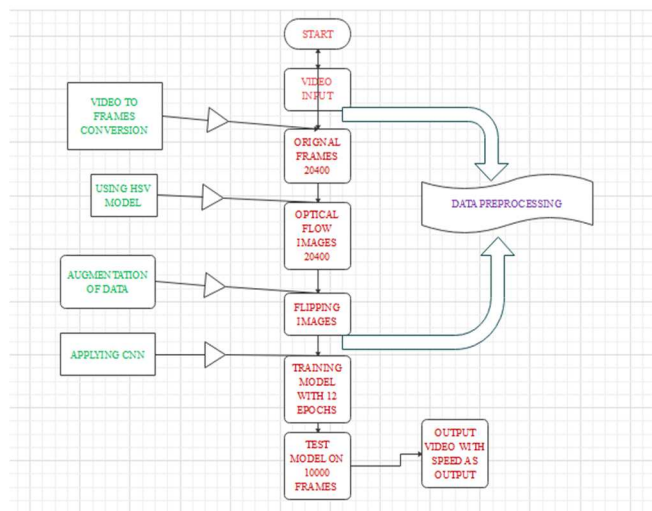 START
VIDEO
INPUT
VIDEO TO
FRAMES
CONVERSION
ORIGNAL
FRAMES
20400
USING HSV
MODEL
OPTICAL
FLOW
IMAGES
20400
DATA PREPROCESSING
AUGMENTATION
OF DATA
FLIPPING
IMAGES
APPLYING CNN
TRAINING
MODEL
WITH 12
EPOCHS
TEST
MODEL ON
10000
FRAMES
OUTPUT
VIDEO WITH
SPEED AS
OUTPUT